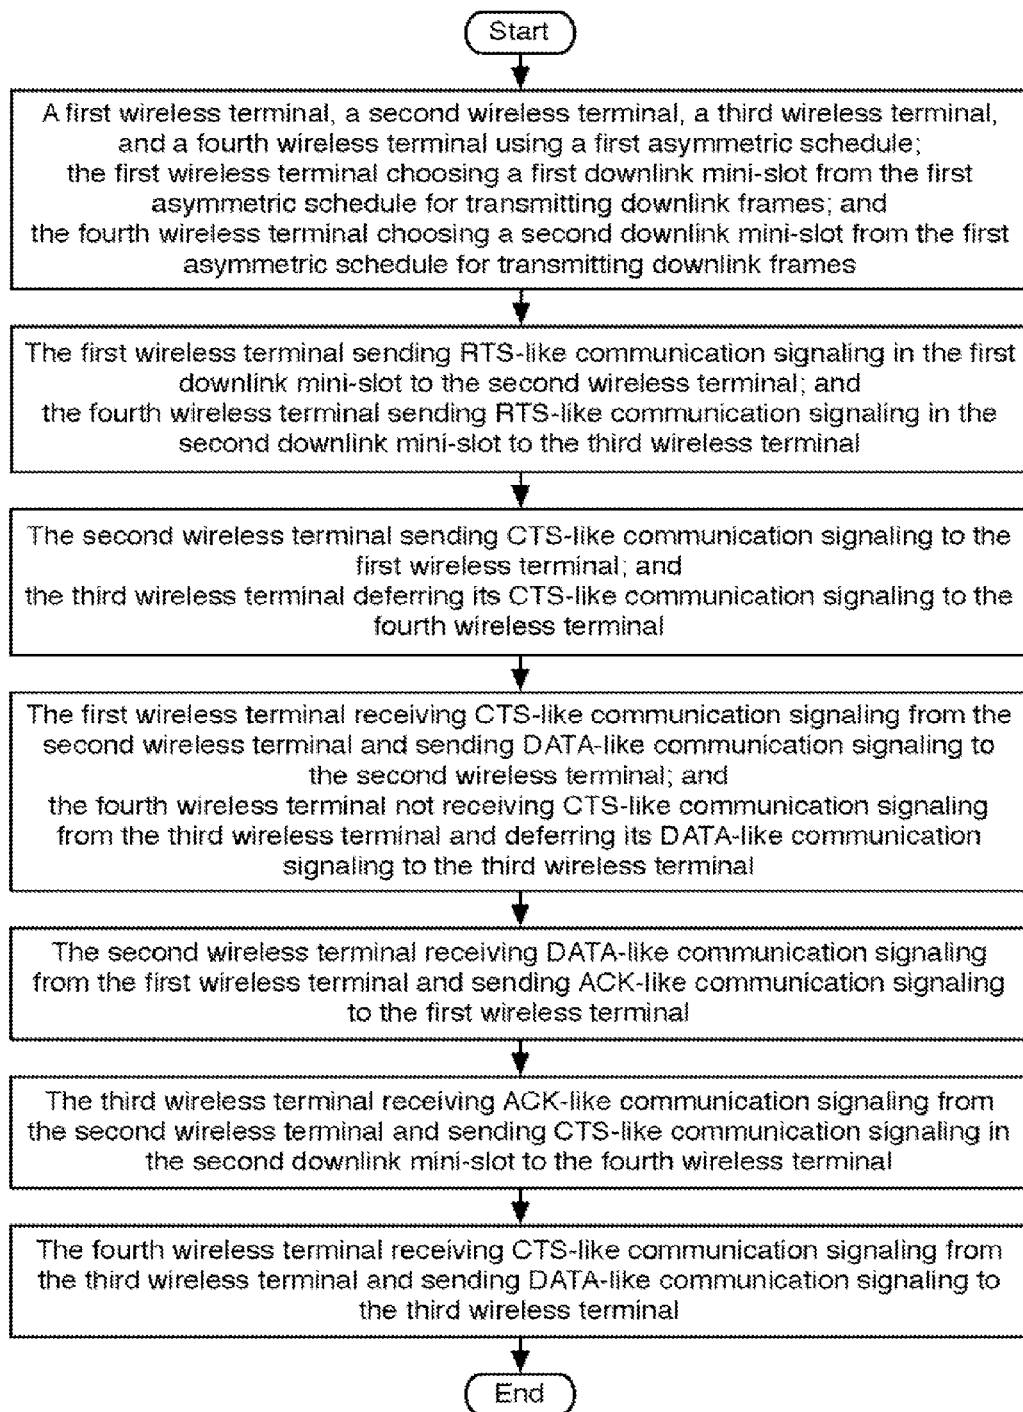 Start
A first wireless terminal, a second wireless terminal, a third wireless terminal,
and a fourth wireless terminal using a first asymmetric schedule;
the first wireless terminal choosing a first downlink mini-slot from the first
asymmetric schedule for transmitting downlink frames; and
the fourth wireless terminal choosing a second downlink mini-slot from the first
asymmetric schedule for transmitting downlink frames
The first wireless terminal sending RTS-like communication signaling in the first
downlink mini-slot to the second wireless terminal; and
the fourth wireless terminal sending RTS-like communication signaling in the
second downlink mini-slot to the third wireless terminal
The second wireless terminal sending CTS-like communication signaling to the
first wireless terminal; and
the third wireless terminal deferring its CTS-like communication signaling to the
fourth wireless terminal
The first wireless terminal receiving CTS-like communication signaling from the
second wireless terminal and sending DATA-like communication signaling to
the second wireless terminal; and
the fourth wireless terminal not receiving CTS-like communication signaling
from the third wireless terminal and deferring its DATA-like communication
signaling to the third wireless terminal
The second wireless terminal receiving DATA-like communication signaling
from the first wireless terminal and sending ACK-like communication signaling
to the first wireless terminal
The third wireless terminal receiving ACK-like communication signaling from
the second wireless terminal and sending CTS-like communication signaling in
the second downlink mini-slot to the fourth wireless terminal
The fourth wireless terminal receiving CTS-like communication signaling from
the third wireless terminal and sending DATA-like communication signaling to
the third wireless terminal
End